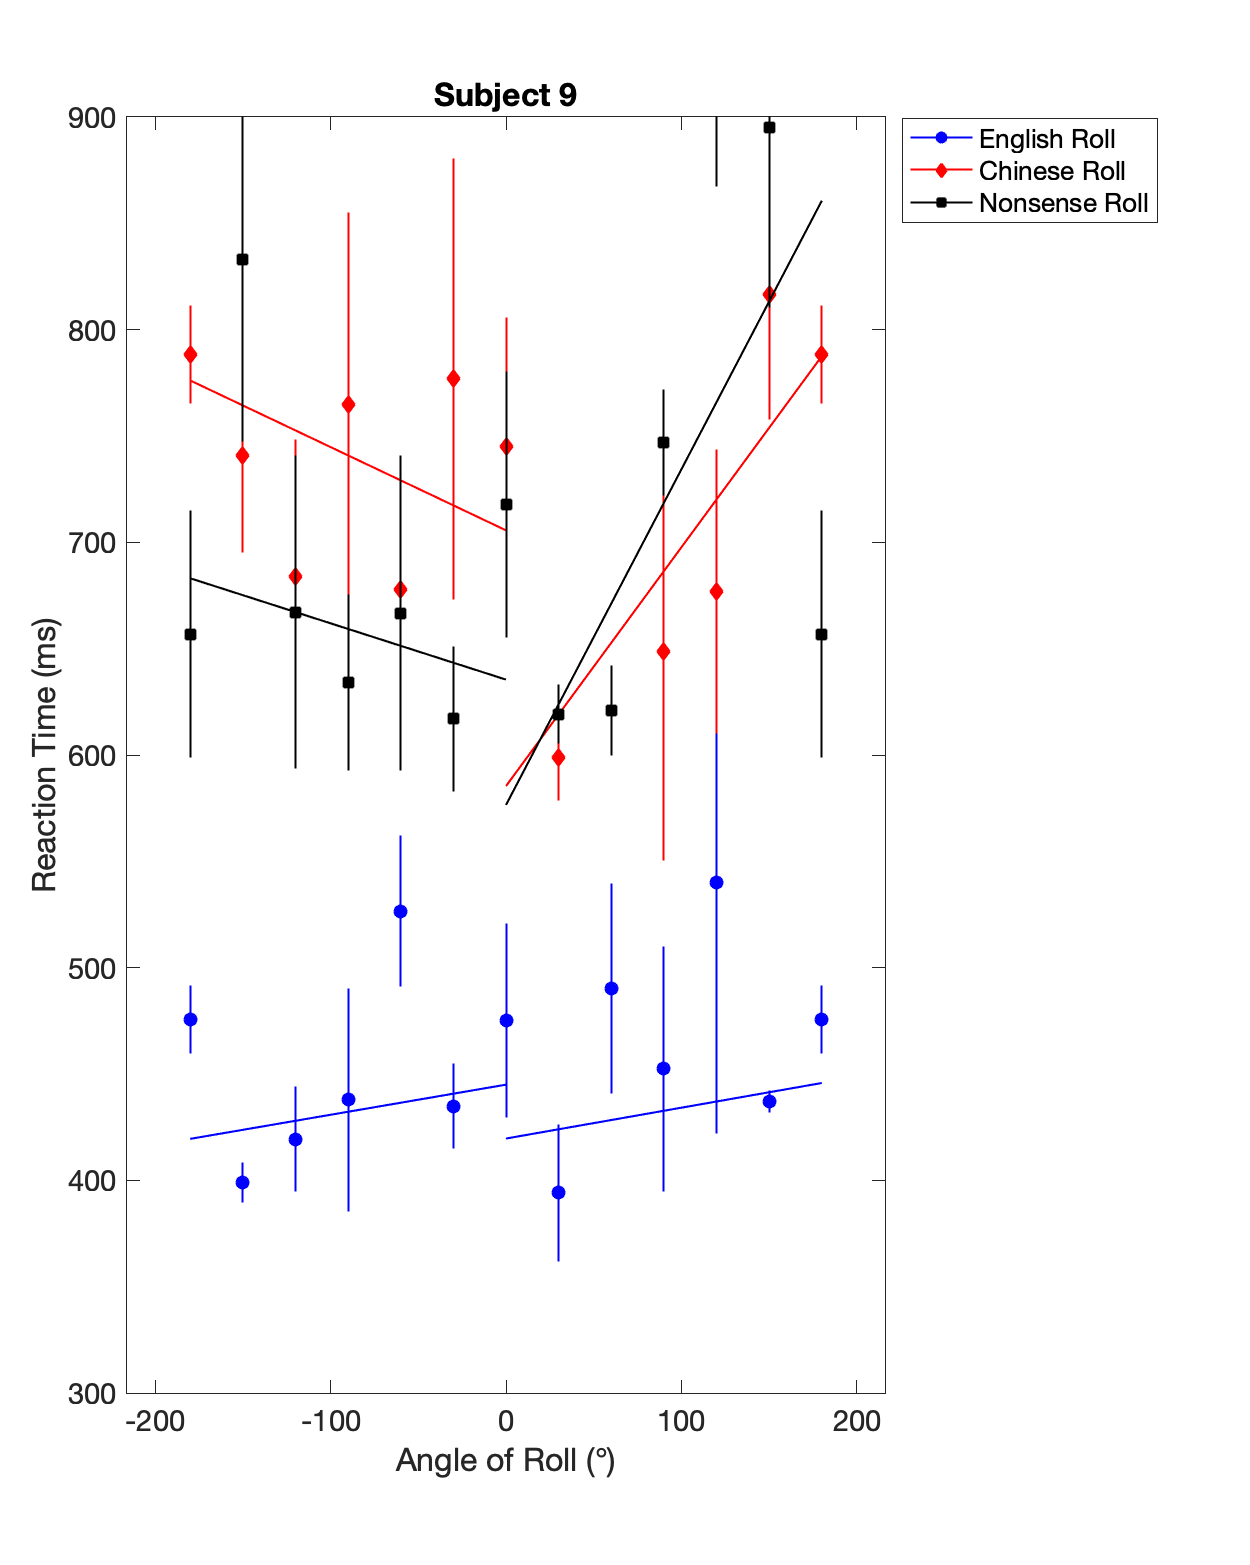 Subject 9
900
800
700
600
500
400
300
Reaction Time (ms)
-200 -100 0 100 200
Angle of Roll (°)
English Roll
Chinese Roll
Nonsense Roll